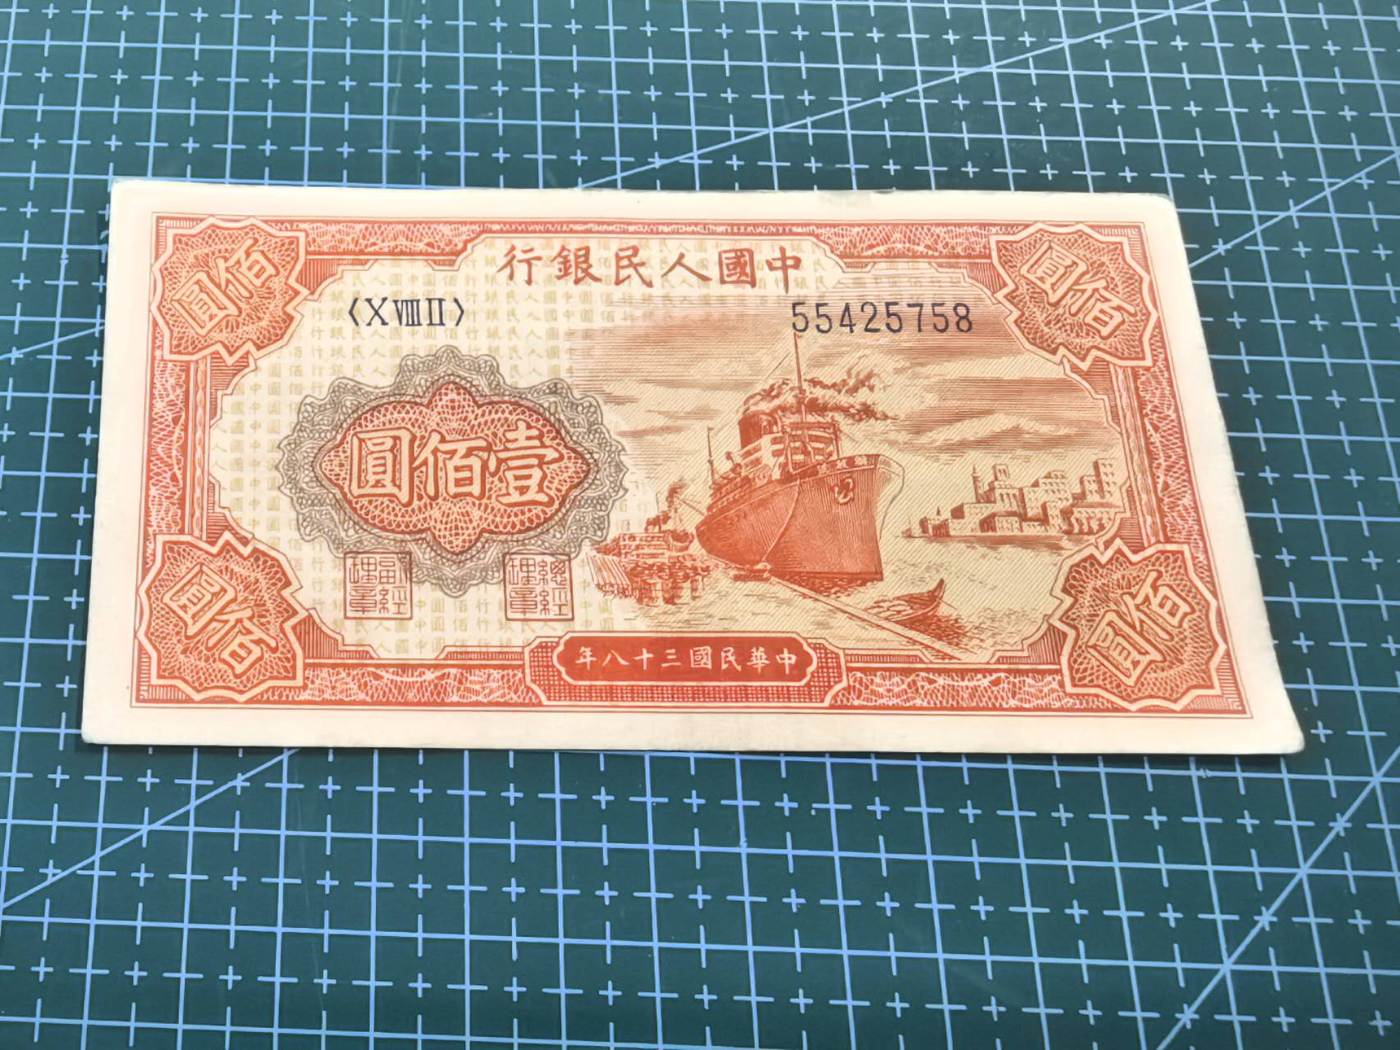 中國人民銀行
佰圓
佰圓
〈XⅧII〉
55425758
壹佰圓
副經理章
總經理章
佰圓
佰圓
中華民國三十八年